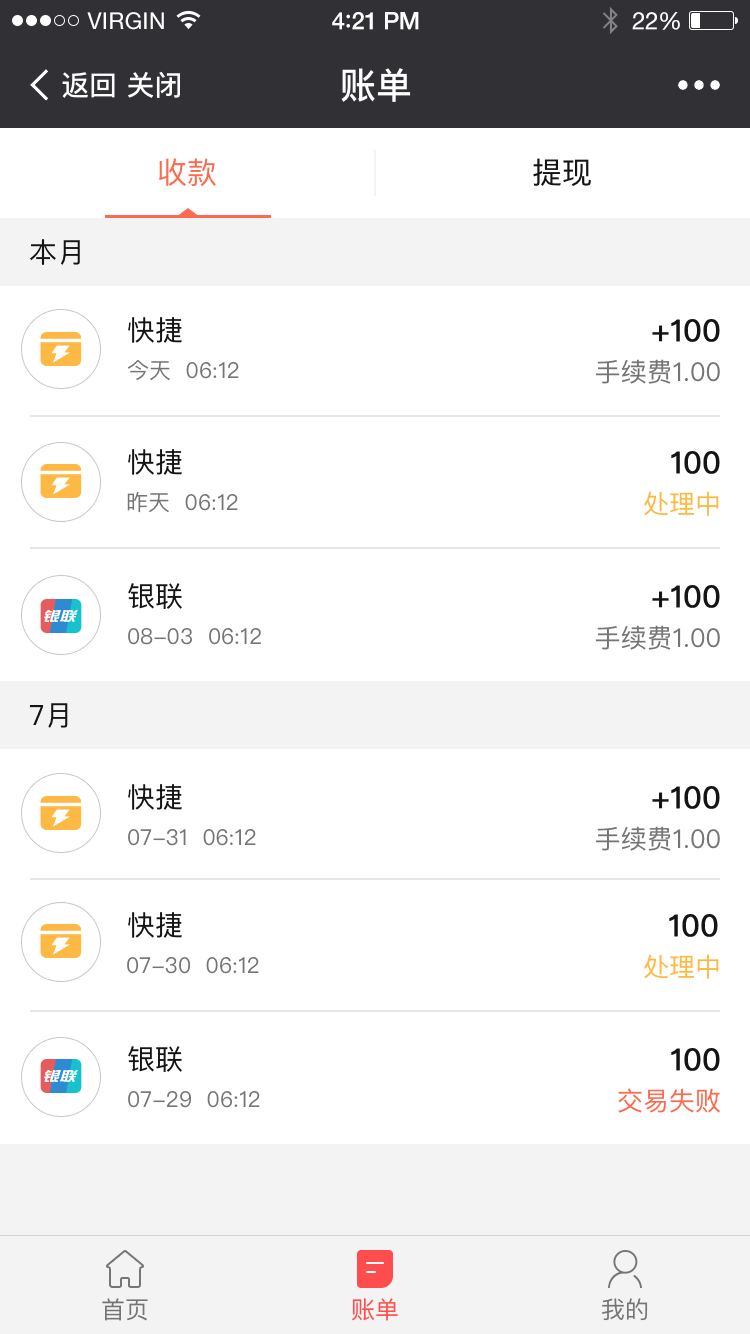 VIRGIN 4:21 PM 22%
返回 关闭 账单
收款 提现
本月
快捷 +100
今天 06:12 手续费1.00
快捷 100
昨天 06:12 处理中
银联 +100
银联
08-03 06:12 手续费1.00
7月
快捷 +100
07-31 06:12 手续费1.00
快捷 100
07-30 06:12 处理中
银联 100
银联
07-29 06:12 交易失败
首页 账单 我的